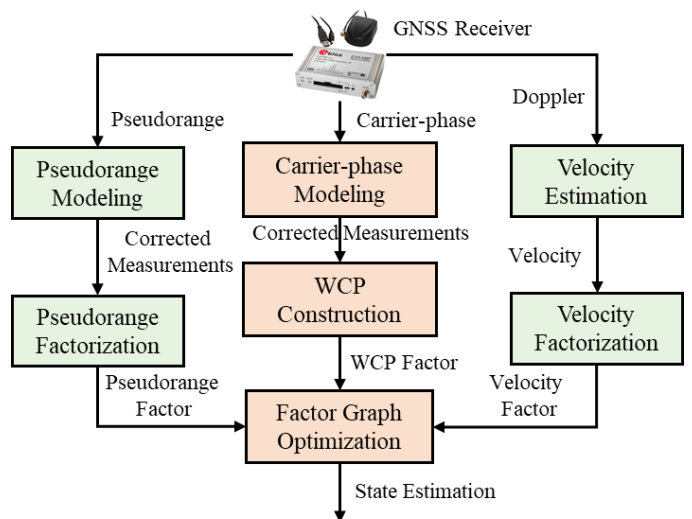 GNSS Receiver
Pseudorange
Carrier-phase
Doppler
Pseudorange
Modeling
Carrier-phase
Modeling
Velocity
Estimation
Corrected
Measurements
Corrected Measurements
Velocity
Pseudorange
Factorization
WCP
Construction
Velocity
Factorization
Pseudorange
Factor
WCP Factor
Velocity
Factor
Factor Graph
Optimization
State Estimation